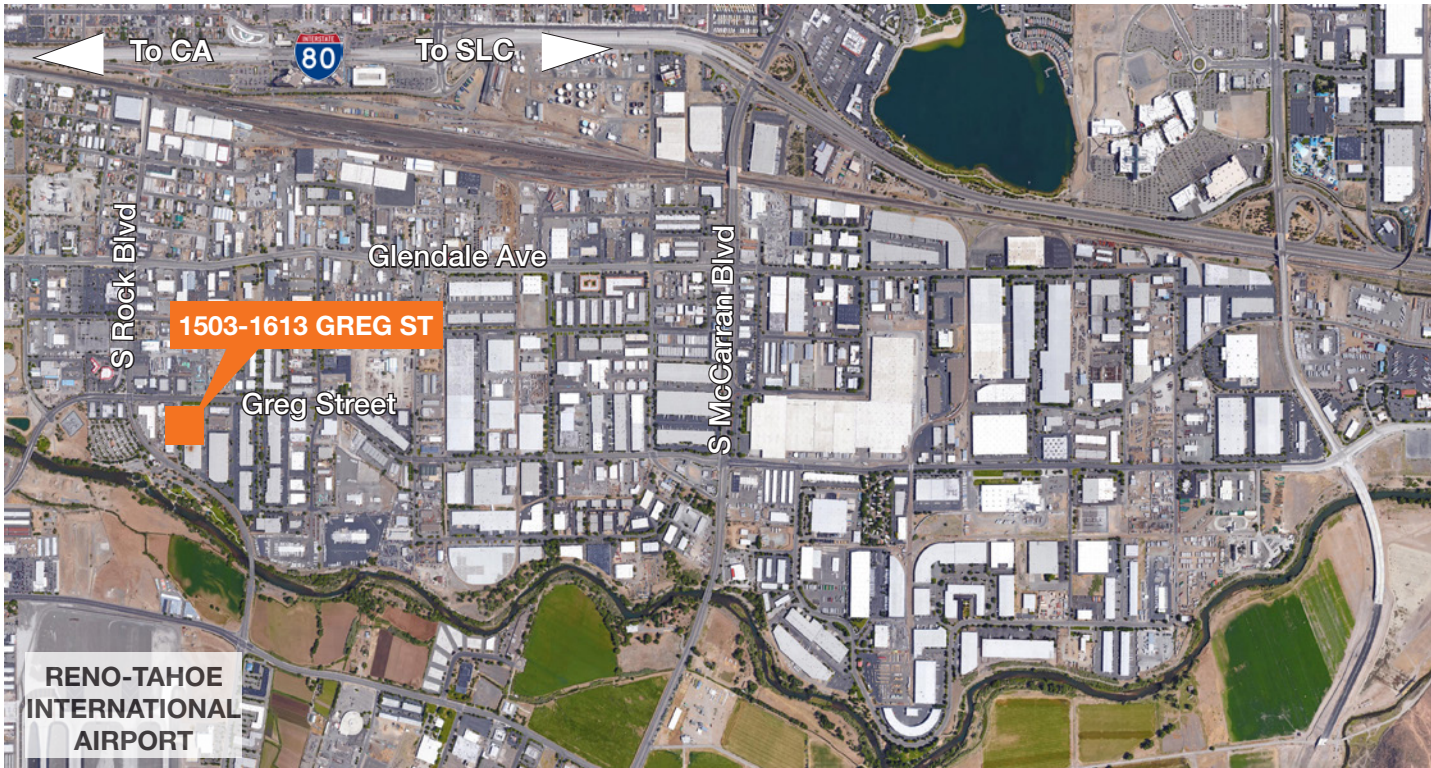 To CA
INTERSTATE
80
To SLC
S Rock Blvd
Glendale Ave
S McCarran Blvd
1503-1613 GREG ST
Greg Street
RENO-TAHOE
INTERNATIONAL
AIRPORT